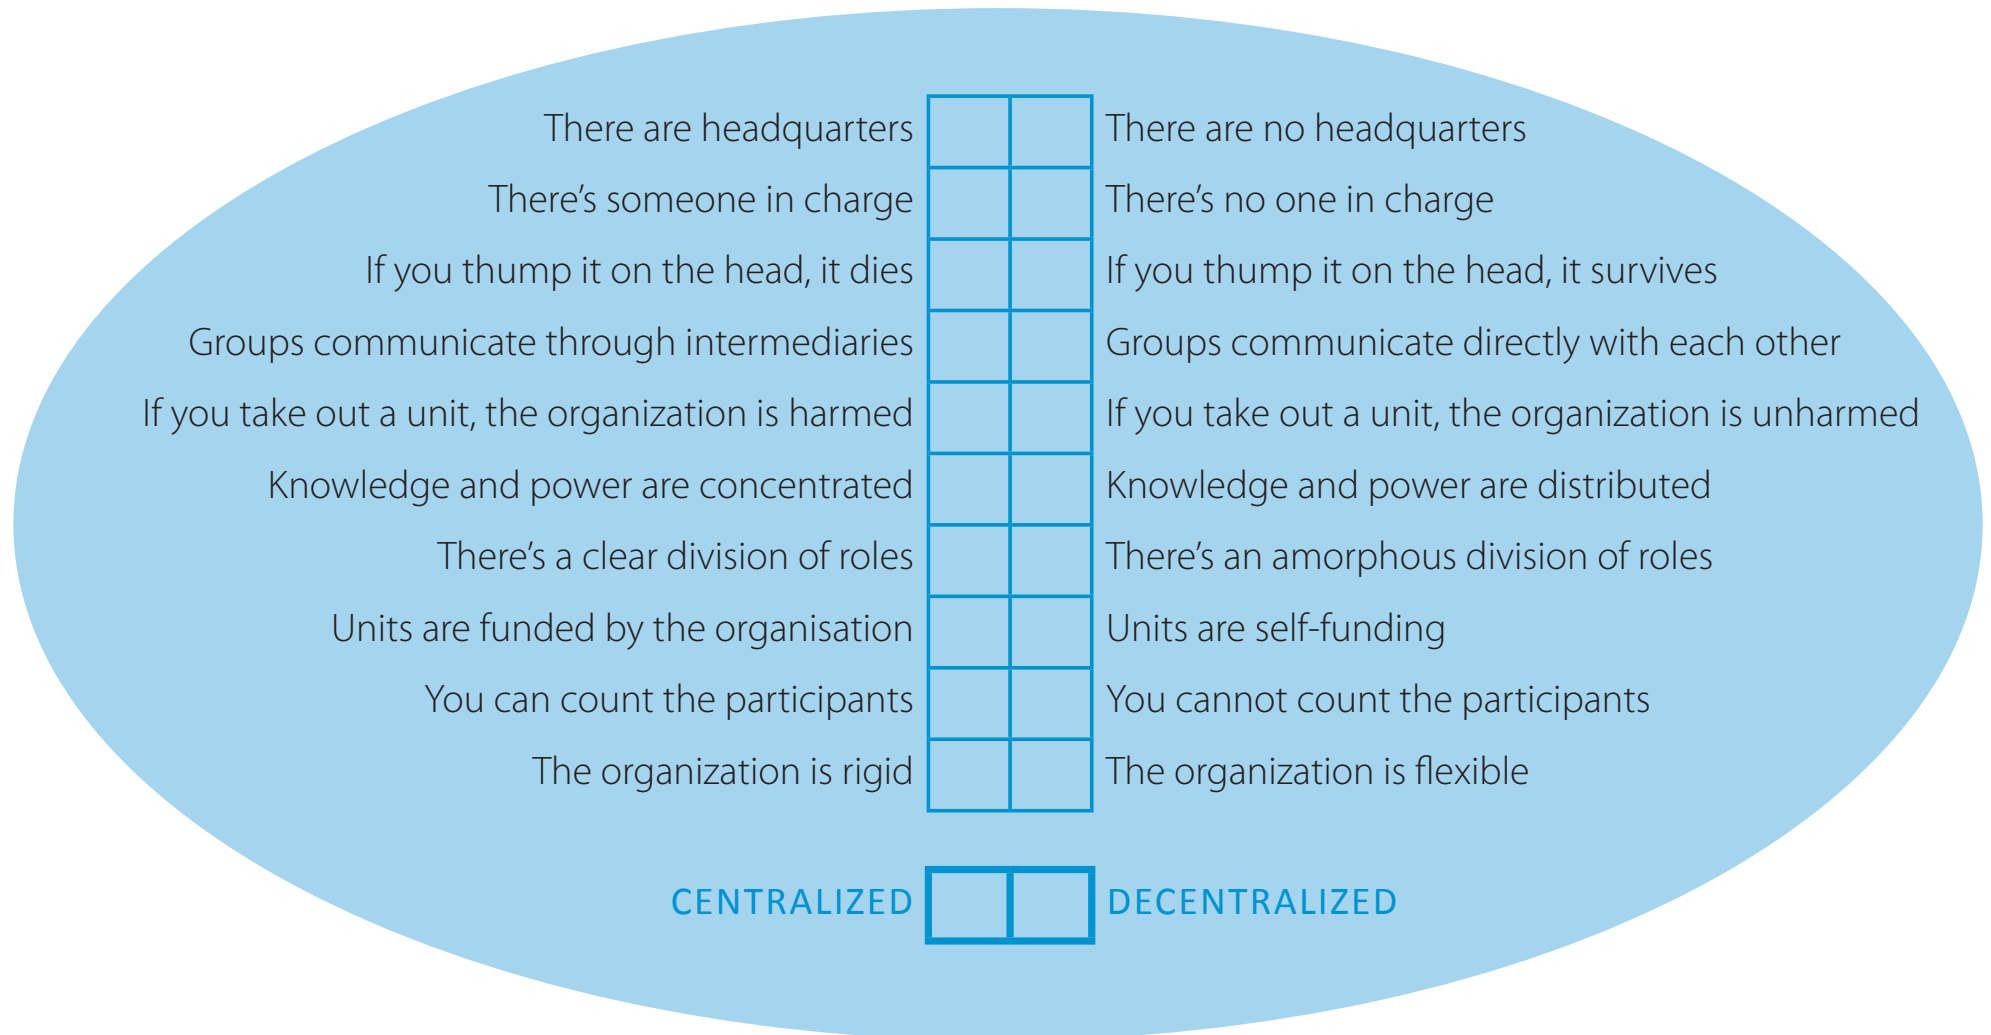 There are headquarters There are no headquarters
There’s someone in charge There’s no one in charge
If you thump it on the head, it dies If you thump it on the head, it survives
Groups communicate through intermediaries Groups communicate directly with each other
If you take out a unit, the organization is harmed If you take out a unit, the organization is unharmed
Knowledge and power are concentrated Knowledge and power are distributed
There’s a clear division of roles There’s an amorphous division of roles
Units are funded by the organisation Units are self-funding
You can count the participants You cannot count the participants
The organization is rigid The organization is flexible
CENTRALIZED DECENTRALIZED